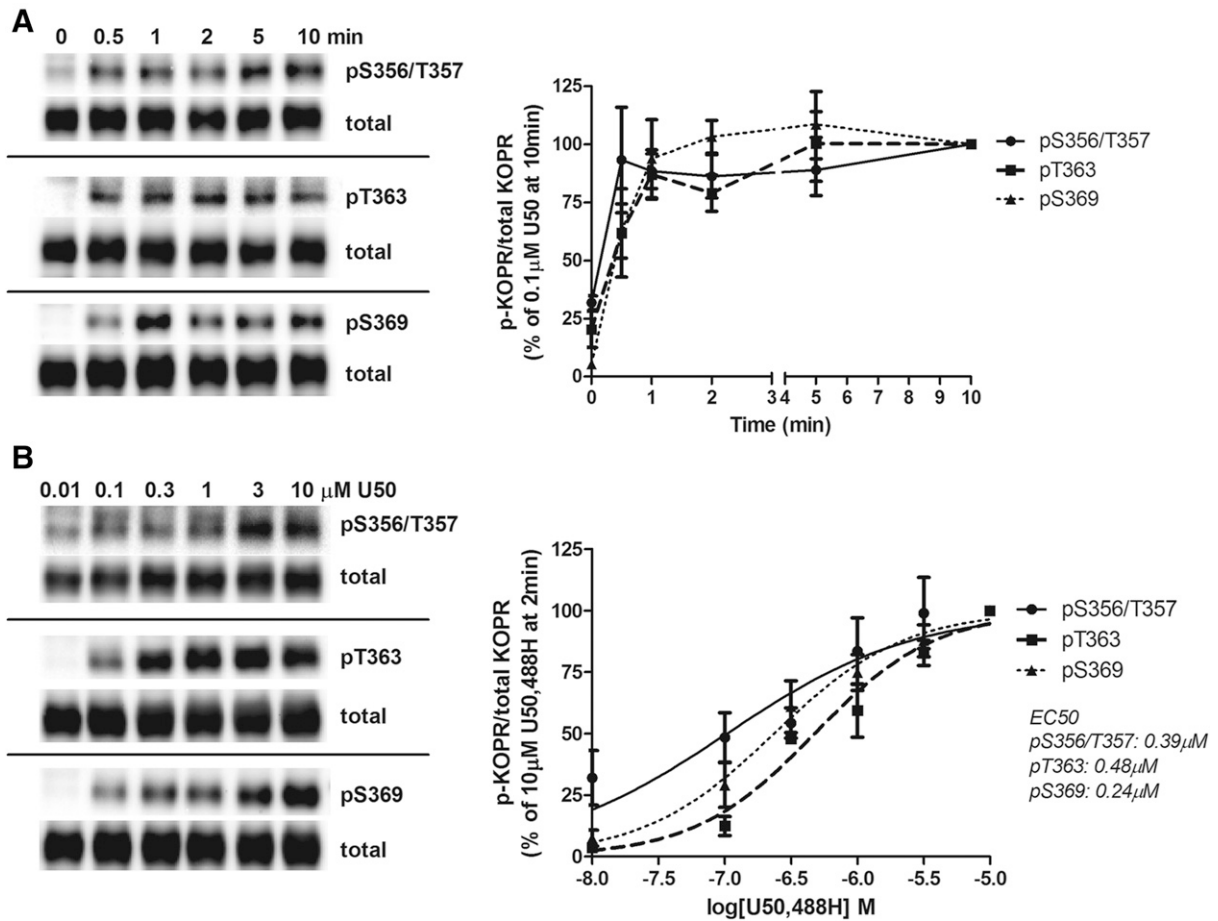 A
0 0.5 1 2 5 10 min
pS356/T357
total
pT363
total
pS369
total
p-KOPR/total KOPR
(% of 0.1μM U50 at 10min)
125
100
75
50
25
0
0 1 2 3 4 5 6 7 8 9 10
Time (min)
pS356/T357
pT363
pS369
B
0.01 0.1 0.3 1 3 10 μM U50
pS356/T357
total
pT363
total
pS369
total
p-KOPR/total KOPR
(% of 10μM U50,488H at 2min)
125
100
75
50
25
0
-8.0 -7.5 -7.0 -6.5 -6.0 -5.5 -5.0
log[U50,488H] M
pS356/T357
pT363
pS369
EC50
pS356/T357: 0.39μM
pT363: 0.48μM
pS369: 0.24μM